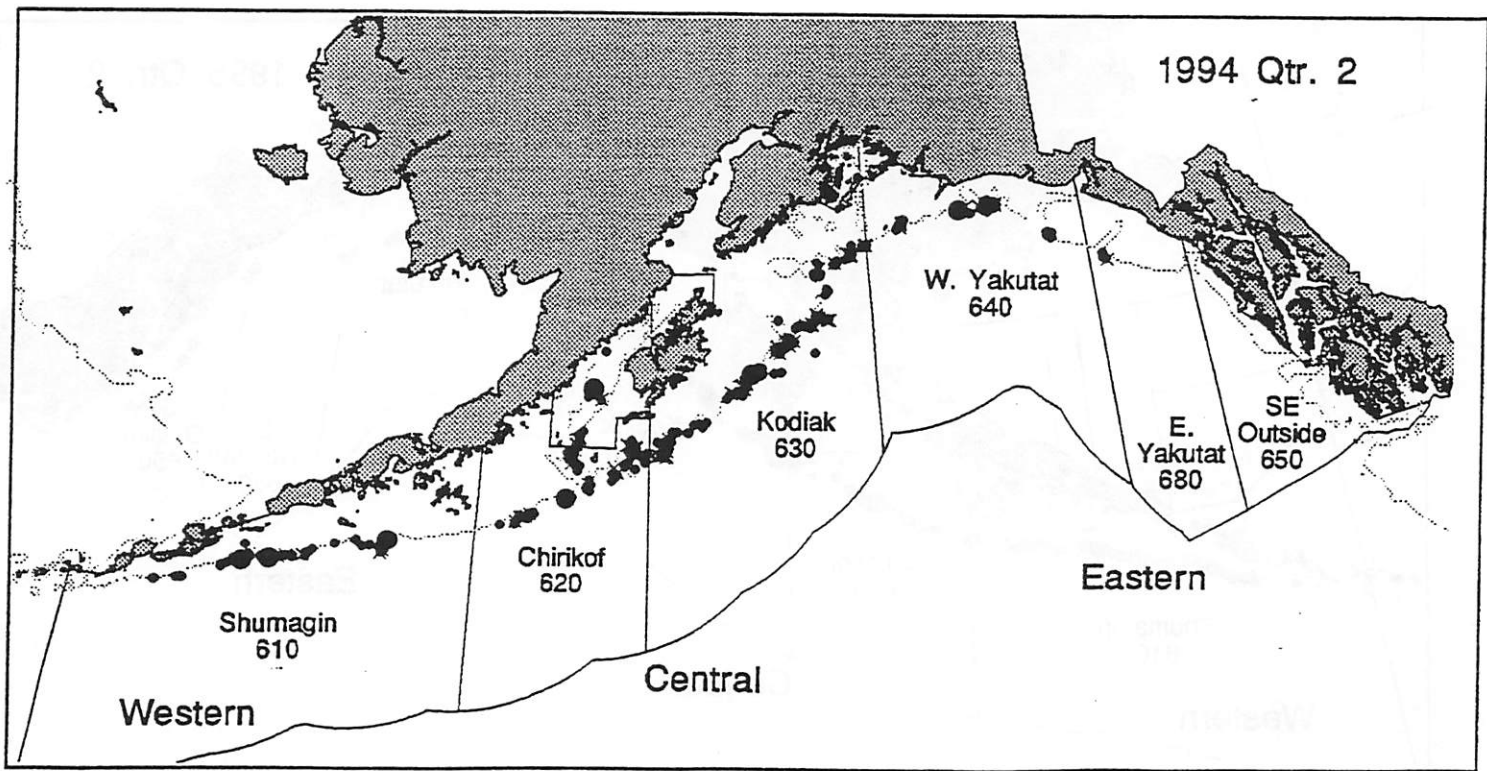 1994 Qtr. 2
W. Yakutat
640
Kodiak
630
SE
Outside
650
E.
Yakutat
680
Chirikof
620
Shumagin
610
Eastern
Central
Western